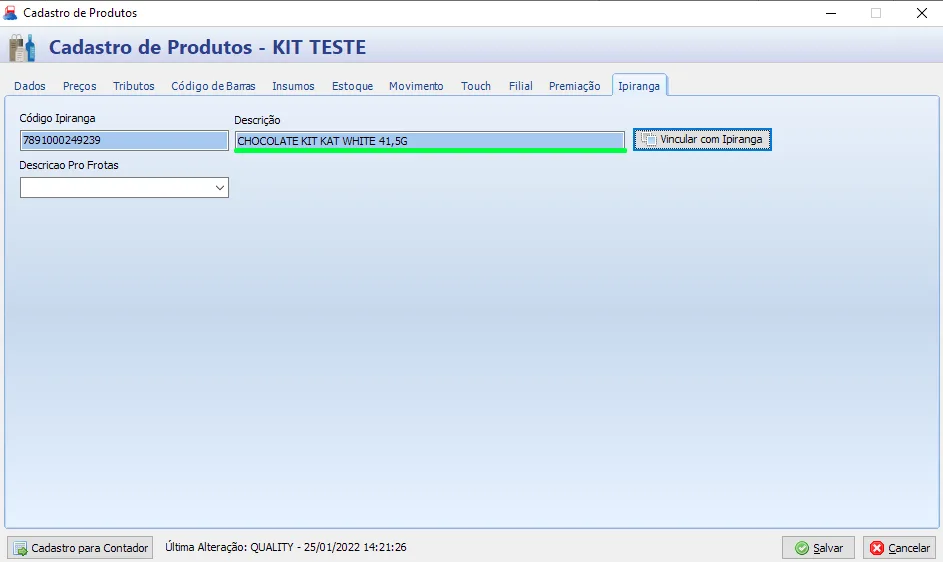 Cadastro de Produtos
Cadastro de Produtos - KIT TESTE
Dados Preços Tributos Código de Barras Insumos Estoque Movimento Touch Filial Premiação Ipiranga
Código Ipiranga Descrição
7891000249239 CHOCOLATE KIT KAT WHITE 41,5G Vincular com Ipiranga
Descricao Pro Frotas
Cadastro para Contador Última Alteração: QUALITY - 25/01/2022 14:21:26 Salvar Cancelar